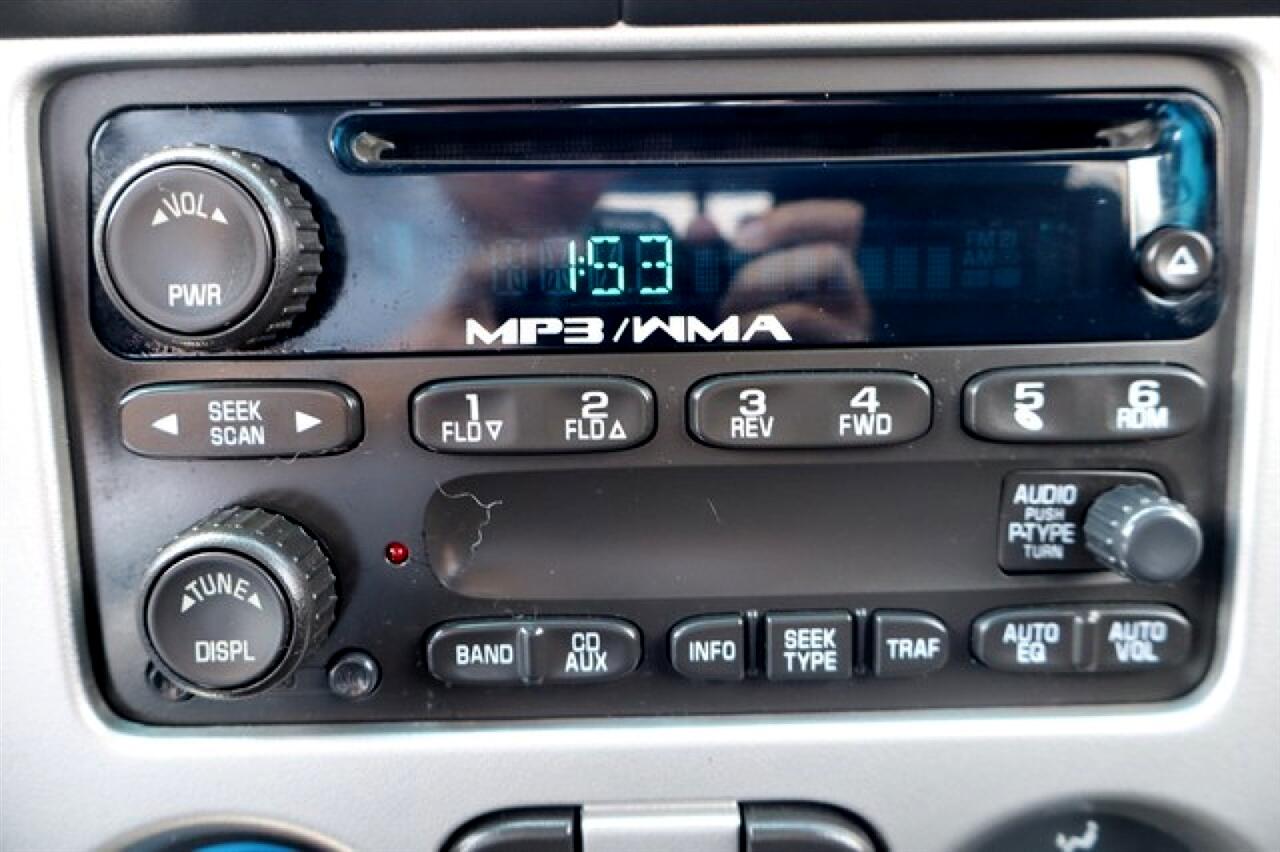 VOL
PWR
1:53
MP3/WMA
SEEK
SCAN
1
FLD
2
FLD
3
REV
4
FWD
5
6
RDM
AUDIO
PUSH
P-TYPE
TURN
TUNE
DISPL
BAND
CD
AUX
INFO
SEEK
TYPE
TRAF
AUTO
EQ
AUTO
VOL